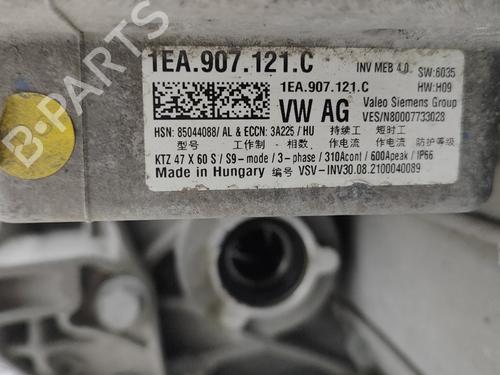 1EA.907.121.C
INV MEB 4.0 SW:6035
1EA.907.121.C HW:H09
VW AG Valeo Siemens Group
VES/N80007733028
HSN: 85044088/ AL & ECCN: 3A225 / HU 持续工 短时工
型号 工作制 相数 作电流 作电流 防护等级
KTZ 47 X 60 S / S9-mode / 3-phase / 310Acont / 600Apeak / IP66
Made in Hungary 编号 VSV-INV30.08.2100040089
B-PARTS